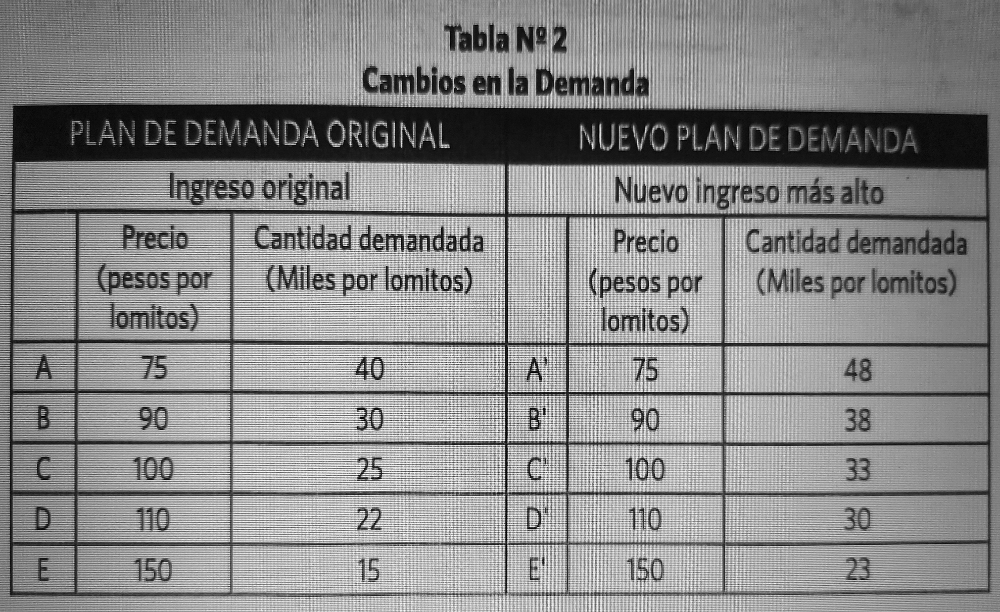 Tabla Nº 2
Cambios en la Demanda
PLAN DE DEMANDA ORIGINAL NUEVO PLAN DE DEMANDA
Ingreso original Nuevo ingreso más alto
Precio (pesos por lomitos) Cantidad demandada (Miles por lomitos) Precio (pesos por lomitos) Cantidad demandada (Miles por lomitos)
A 75 40 A' 75 48
B 90 30 B' 90 38
C 100 25 C' 100 33
D 110 22 D' 110 30
E 150 15 E' 150 23